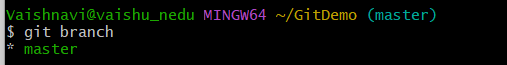 Vaishnavi@vaishu_nedu MINGW64 ~/GitDemo (master)
$ git branch
* master